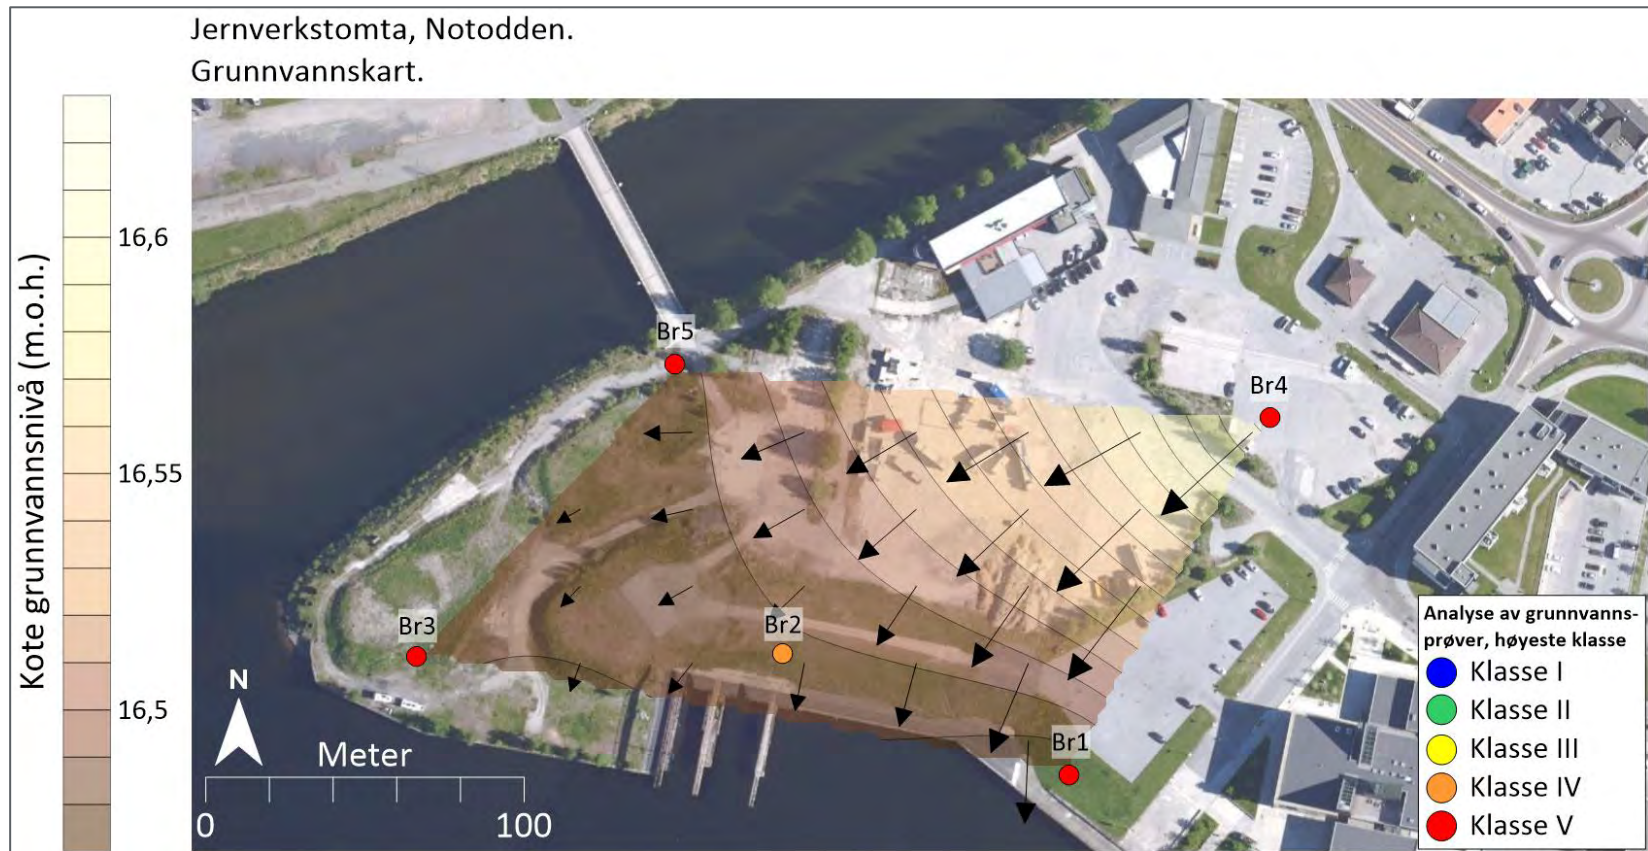 Jernverkstomta, Notodden.
Grunnvannskart.
Kote grunnvannsnivå (m.o.h.)
16,6
16,55
16,5
Br5
Br4
Br3
Br2
Br1
N
Meter
0
100
Analyse av grunnvanns-
prøver, høyeste klasse
Klasse I
Klasse II
Klasse III
Klasse IV
Klasse V